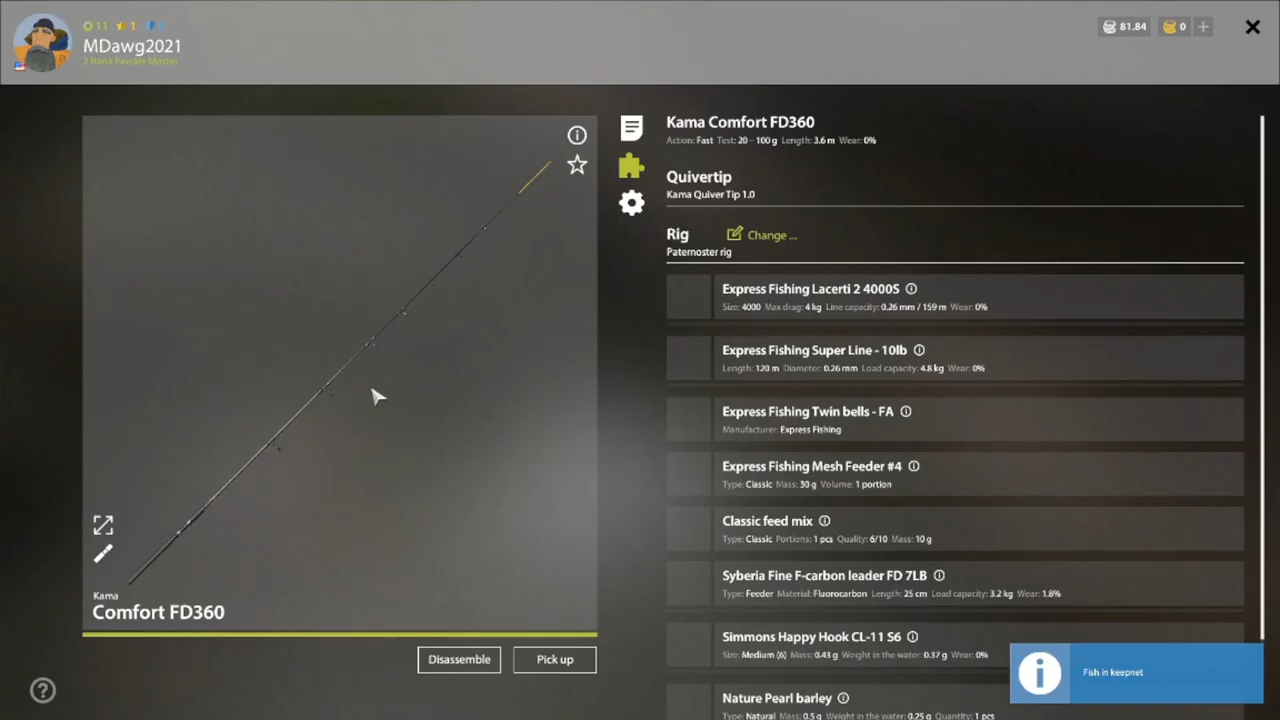 11 1
MDawg2021
2 Rank Feeder Master
81.84 0
Kama Comfort FD360
Action: Fast Test: 20 - 100 g Length: 3.6 m Wear: 0%
Quivertip
Kama Quiver Tip 1.0
Rig Change ...
Paternoster rig
Express Fishing Lacerti 2 4000S
Size: 4000 Max drag: 4 kg Line capacity: 0.26 mm / 159 m Wear: 0%
Express Fishing Super Line - 10lb
Length: 120 m Diameter: 0.26 mm Load capacity: 4.8 kg Wear: 0%
Express Fishing Twin bells - FA
Manufacturer: Express Fishing
Express Fishing Mesh Feeder #4
Type: Classic Mass: 30 g Volume: 1 portion
Classic feed mix
Type: Classic Portions: 1 pcs Quality: 6/10 Mass: 10 g
Syberia Fine F-carbon leader FD 7LB
Type: Feeder Material: Fluorocarbon Length: 25 cm Load capacity: 3.2 kg Wear: 1.8%
Simmons Happy Hook CL-11 S6
Size: Medium (6) Mass: 0.43 g Weight in the water: 0.37 g Wear: 0%
Nature Pearl barley
Type: Natural Mass: 0.5 g Weight in the water: 0.25 g Quantity: 1 pcs
Kama
Comfort FD360
Disassemble
Pick up
Fish in keepnet